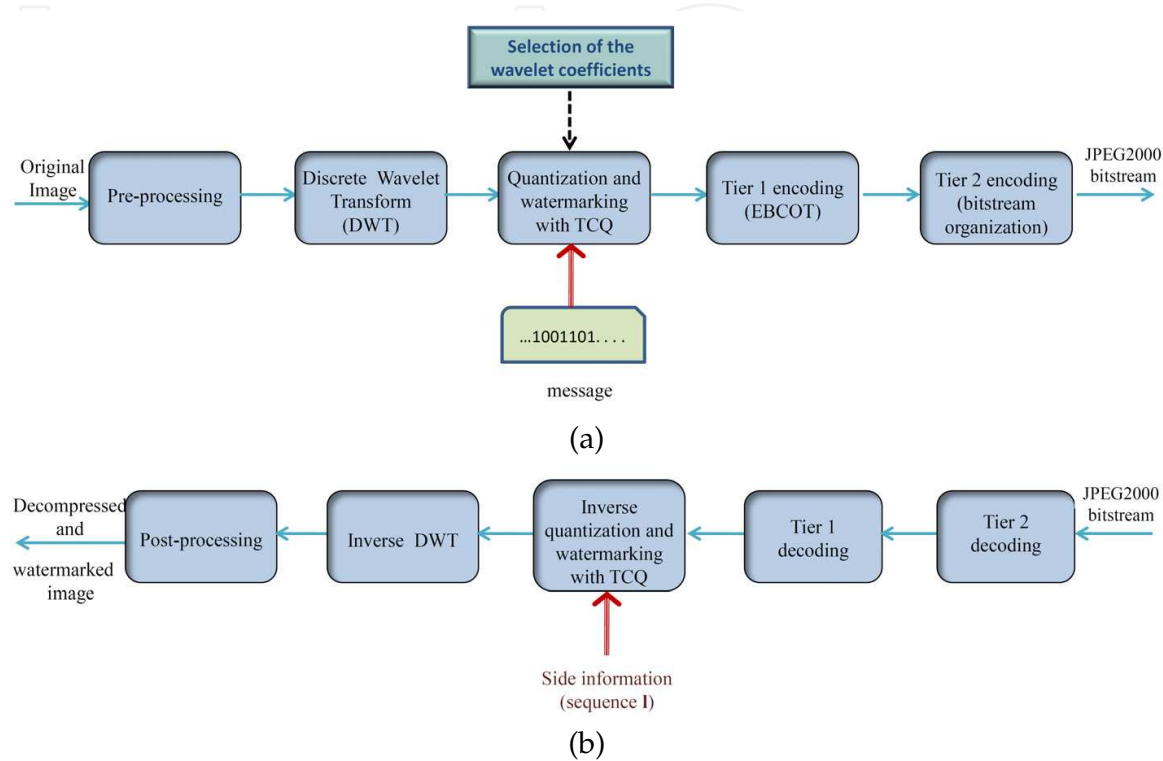 Selection of the
wavelet coefficients
Original
Image
Pre-processing
Discrete Wavelet
Transform
(DWT)
Quantization and
watermarking
with TCQ
Tier 1 encoding
(EBCOT)
Tier 2 encoding
(bitstream
organization)
JPEG2000
bitstream
...1001101. . . .
message
(a)
Decompressed
and
watermarked
image
Post-processing
Inverse DWT
Inverse
quantization and
watermarking
with TCQ
Tier 1
decoding
Tier 2
decoding
JPEG2000
bitstream
Side information
(sequence l)
(b)